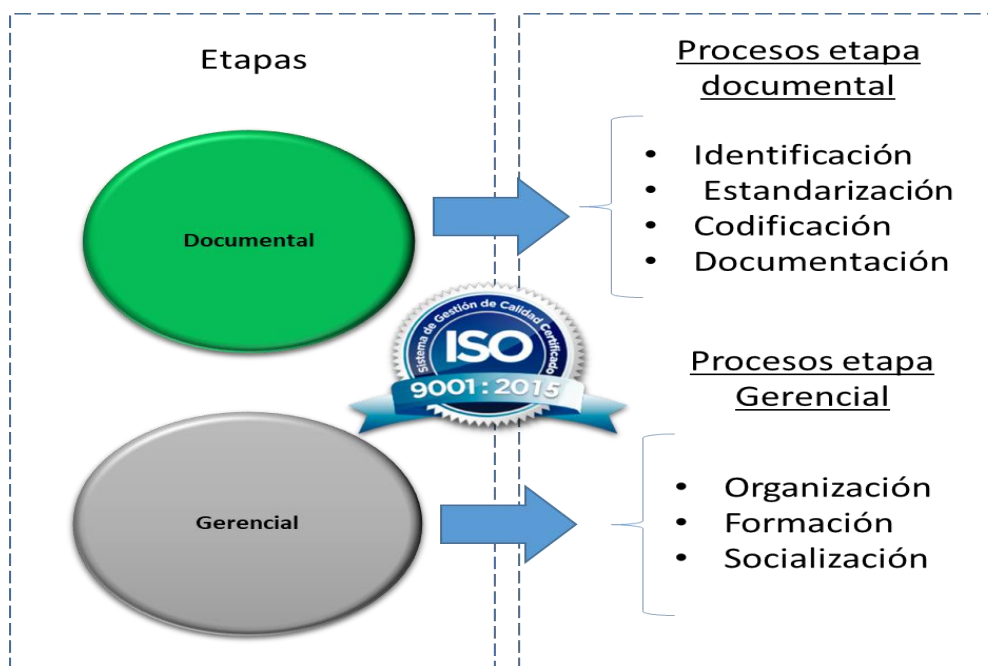 Etapas
Documental
Gerencial
Sistema de Gestión de Calidad Certificado
ISO
9001:2015
Procesos etapa
documental
• Identificación
• Estandarización
• Codificación
• Documentación
Procesos etapa
Gerencial
• Organización
• Formación
• Socialización